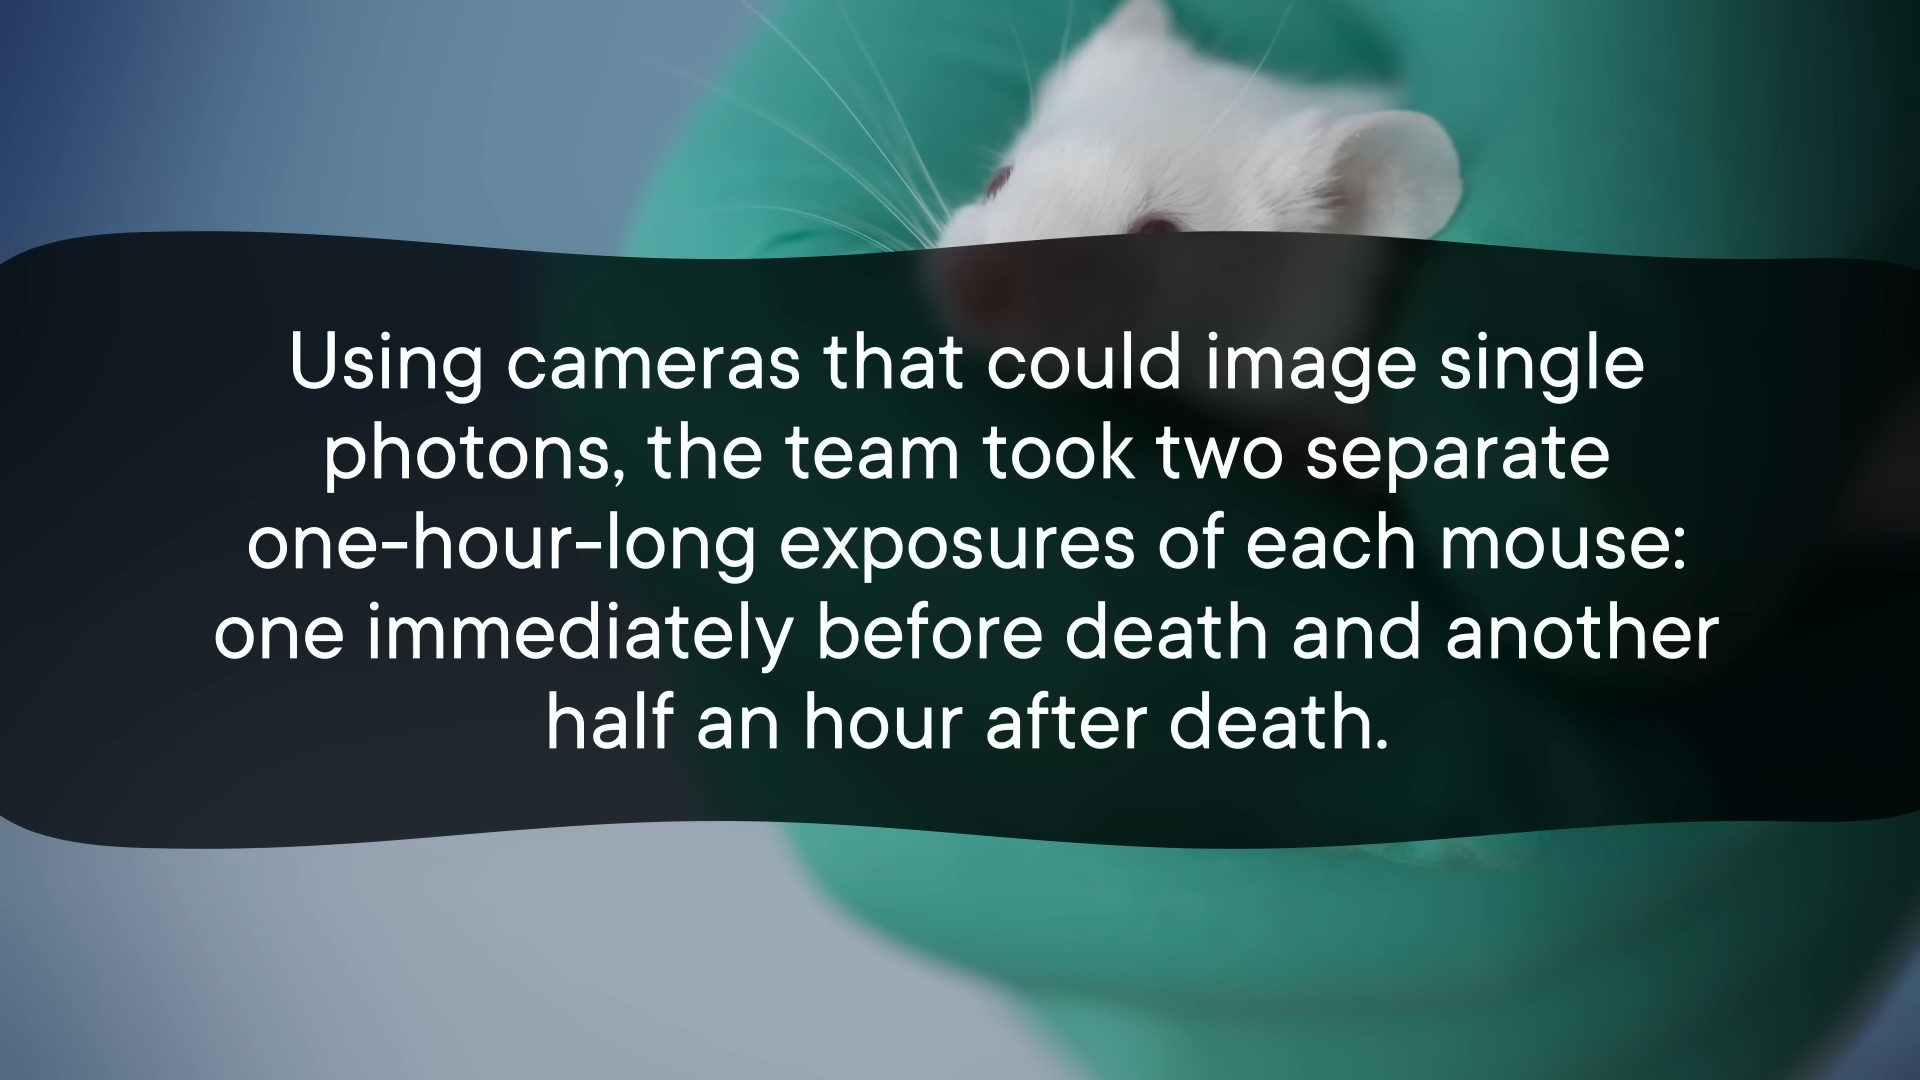 Using cameras that could image single
photons, the team took two separate
one-hour-long exposures of each mouse:
one immediately before death and another
half an hour after death.